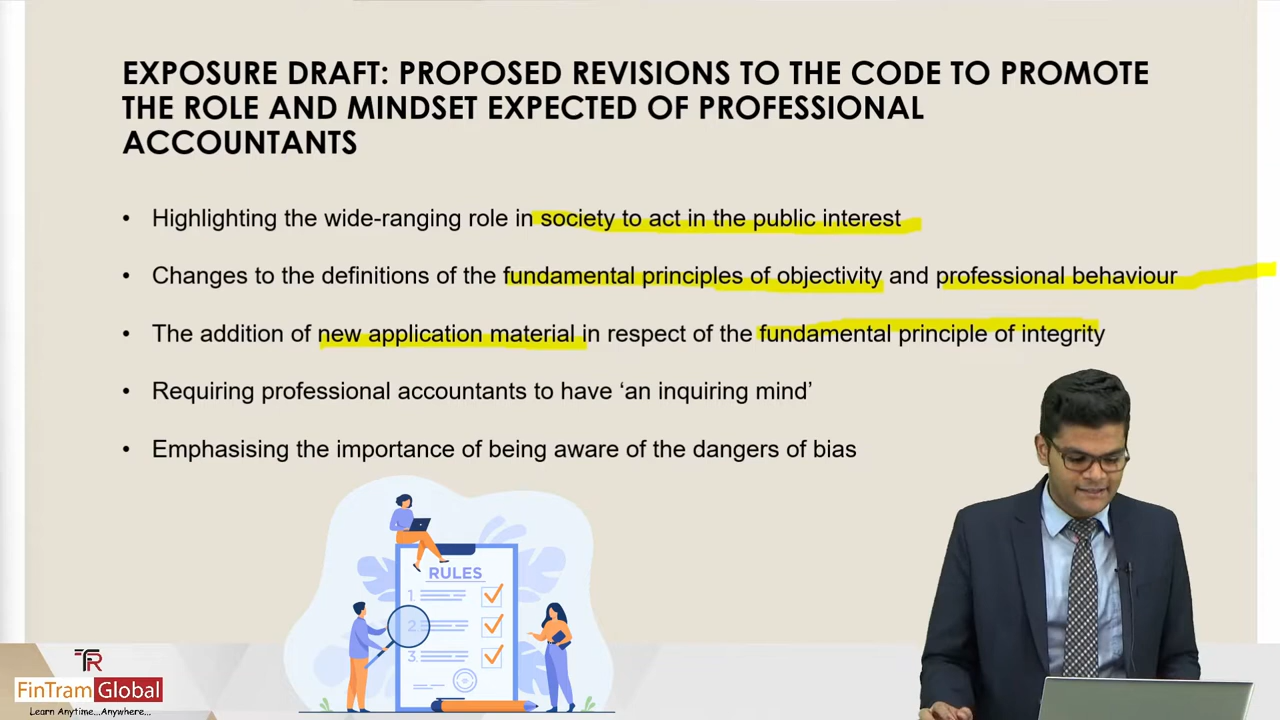 EXPOSURE DRAFT: PROPOSED REVISIONS TO THE CODE TO PROMOTE
THE ROLE AND MINDSET EXPECTED OF PROFESSIONAL
ACCOUNTANTS
• Highlighting the wide-ranging role in society to act in the public interest
• Changes to the definitions of the fundamental principles of objectivity and professional behaviour
• The addition of new application material in respect of the fundamental principle of integrity
• Requiring professional accountants to have ‘an inquiring mind’
• Emphasising the importance of being aware of the dangers of bias
RULES
1.
2.
3.
FinTram Global
Learn Anytime...Anywhere...